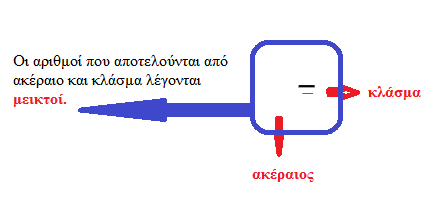 Οι αριθμοί που αποτελούνται από
ακέραιο και κλάσμα λέγονται
μεικτοί.
κλάσμα
ακέραιος